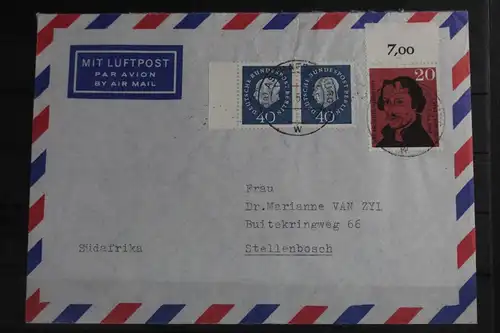 MIT LUFTPOST
PAR AVION
BY AIR MAIL
7,00
DEUTSCHE BUNDESPOST BERLIN
40
DEUTSCHE BUNDESPOST BERLIN
40
20
W
Frau
Dr.Marianne VAN ZYL
Buitekringweg 66
Stellenbosch
Südafrika